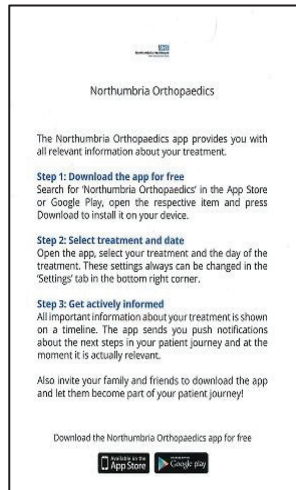 NHS
Northumbria Orthopaedics
The Northumbria Orthopaedics app provides you with
all relevant information about your treatment.
Step 1: Download the app for free
Search for 'Northumbria Orthopaedics' in the App Store
or Google Play, open the respective item and press
Download to install it on your device.
Step 2: Select treatment and date
Open the app, select your treatment and the day of the
treatment. These settings always can be changed in the
'Settings' tab in the bottom right corner.
Step 3: Get actively informed
All important information about your treatment is shown
on a timeline. The app sends you push notifications
about the next steps in your patient journey and at the
moment it is actually relevant.
Also invite your family and friends to download the app
and let them become part of your patient journey!
Download the Northumbria Orthopaedics app for free
Available on the
App Store
Google play